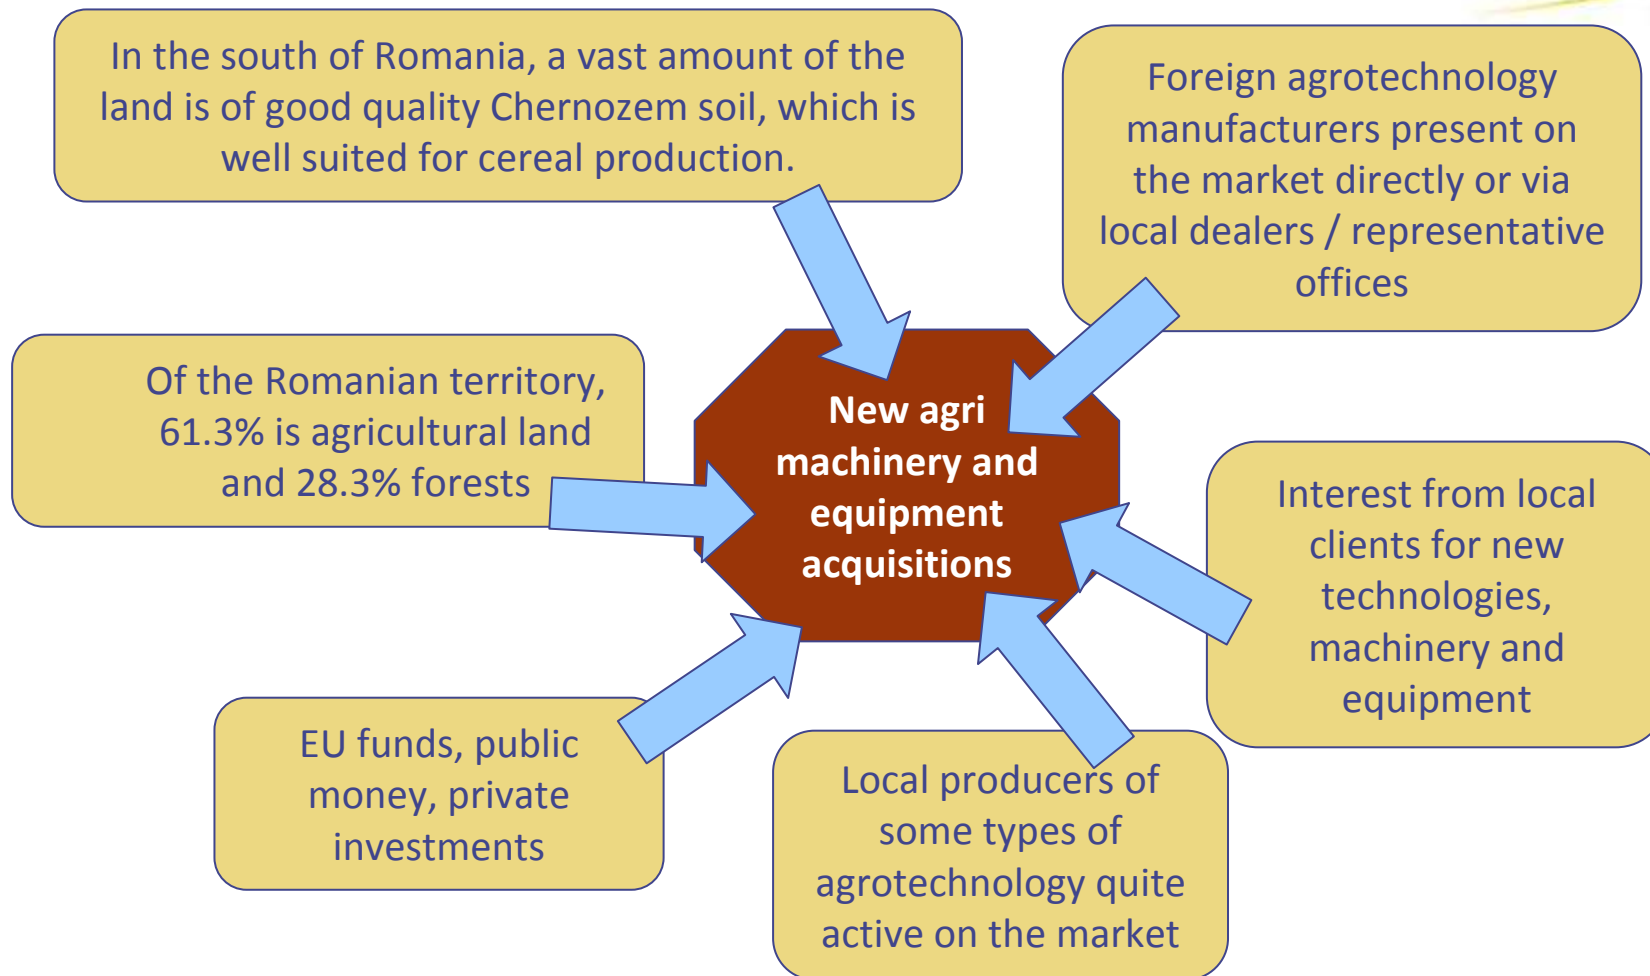 In the south of Romania, a vast amount of the
land is of good quality Chernozem soil, which is
well suited for cereal production.
Foreign agrotechnology
manufacturers present on
the market directly or via
local dealers / representative
offices
Of the Romanian territory,
61.3% is agricultural land
and 28.3% forests
New agri
machinery and
equipment
acquisitions
Interest from local
clients for new
technologies,
machinery and
equipment
EU funds, public
money, private
investments
Local producers of
some types of
agrotechnology quite
active on the market